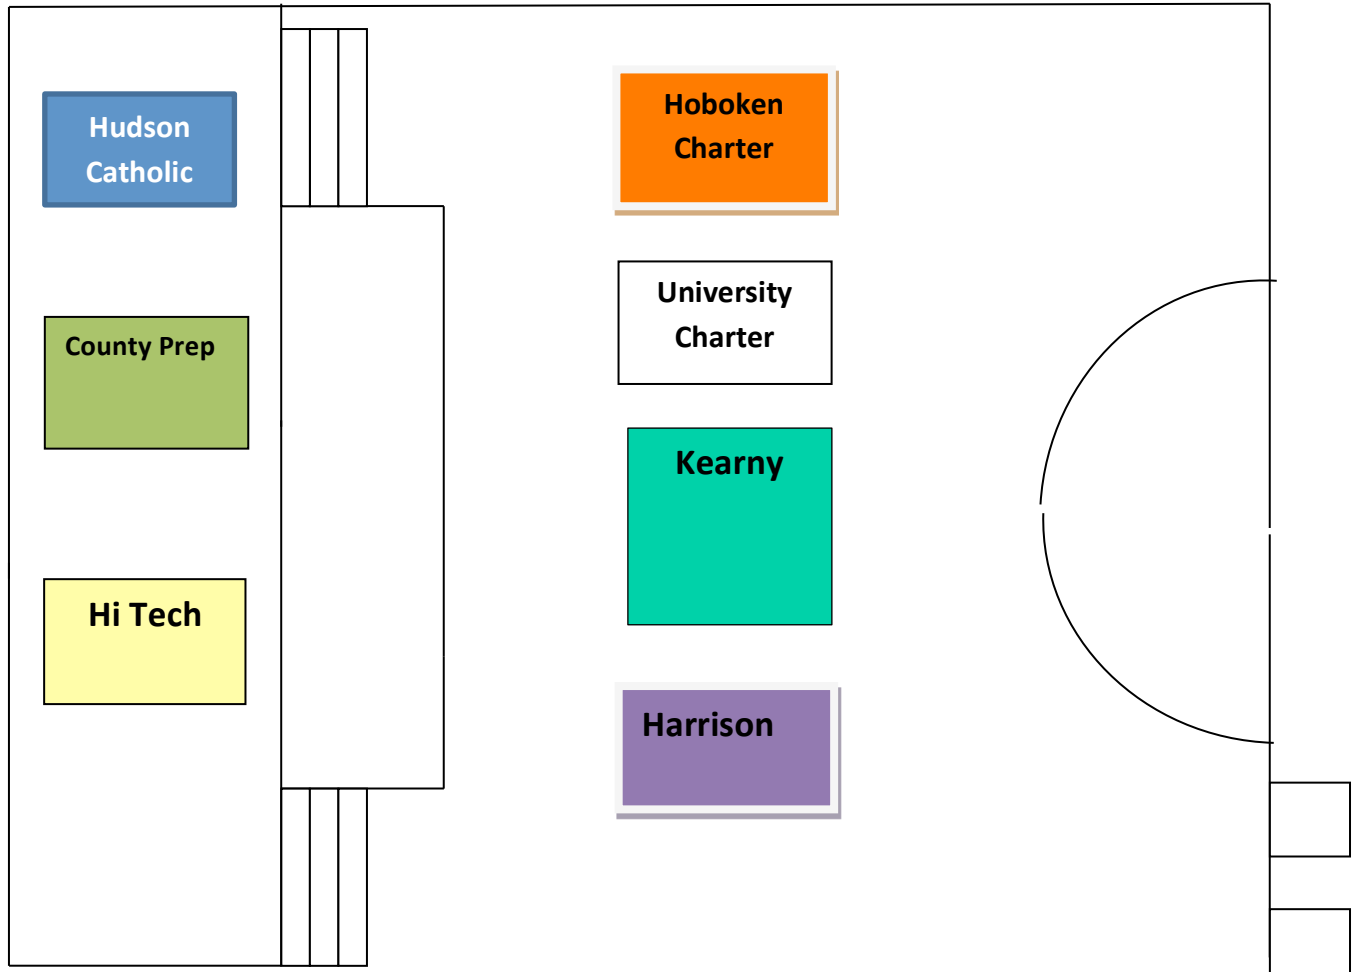 Hudson
Catholic
County Prep
Hi Tech
Hoboken
Charter
University
Charter
Kearny
Harrison